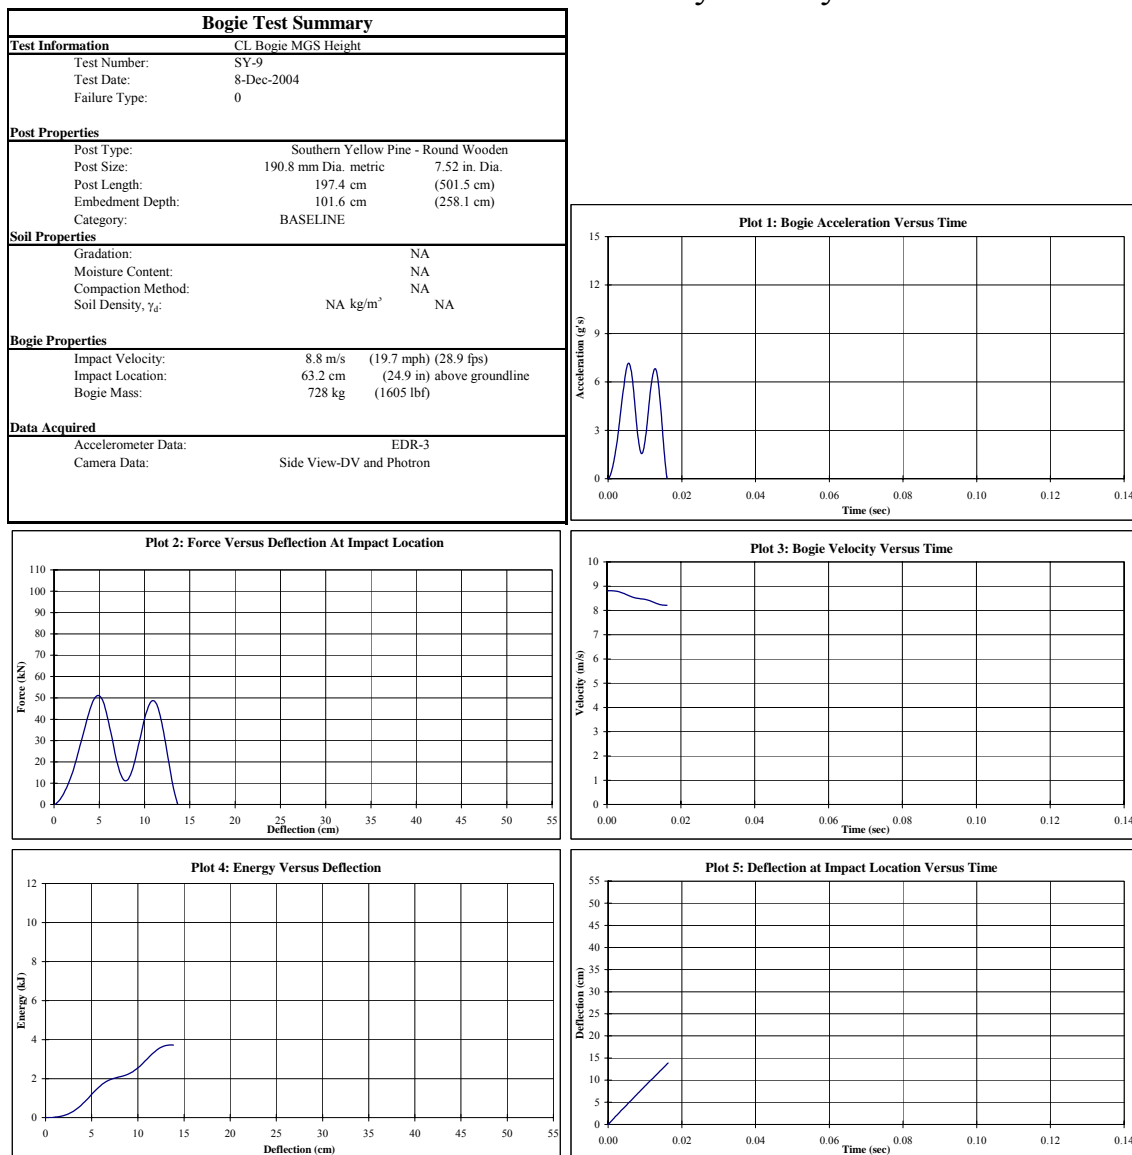 Bogie Test Summary
Test Information CL Bogie MGS Height
Test Number: SY-9
Test Date: 8-Dec-2004
Failure Type: 0
Post Properties
Post Type: Southern Yellow Pine - Round Wooden
Post Size: 190.8 mm Dia. metric 7.52 in. Dia.
Post Length: 197.4 cm (501.5 cm)
Embedment Depth: 101.6 cm (258.1 cm)
Category: BASELINE
Soil Properties
Gradation: NA
Moisture Content: NA
Compaction Method: NA
Soil Density, γd: NA kg/m³ NA
Bogie Properties
Impact Velocity: 8.8 m/s (19.7 mph) (28.9 fps)
Impact Location: 63.2 cm (24.9 in) above groundline
Bogie Mass: 728 kg (1605 lbf)
Data Acquired
Accelerometer Data: EDR-3
Camera Data: Side View-DV and Photron
Plot 1: Bogie Acceleration Versus Time
Acceleration (g's)
15
12
9
6
3
0
0.00 0.02 0.04 0.06 0.08 0.10 0.12 0.14
Time (sec)
Plot 2: Force Versus Deflection At Impact Location
Force (kN)
110
100
90
80
70
60
50
40
30
20
10
0
0 5 10 15 20 25 30 35 40 45 50 55
Deflection (cm)
Plot 3: Bogie Velocity Versus Time
Velocity (m/s)
10
9
8
7
6
5
4
3
2
1
0
0.00 0.02 0.04 0.06 0.08 0.10 0.12 0.14
Time (sec)
Plot 4: Energy Versus Deflection
Energy (kJ)
12
10
8
6
4
2
0
0 5 10 15 20 25 30 35 40 45 50 55
Deflection (cm)
Plot 5: Deflection at Impact Location Versus Time
Deflection (cm)
55
50
45
40
35
30
25
20
15
10
5
0
0.00 0.02 0.04 0.06 0.08 0.10 0.12 0.14
Time (sec)